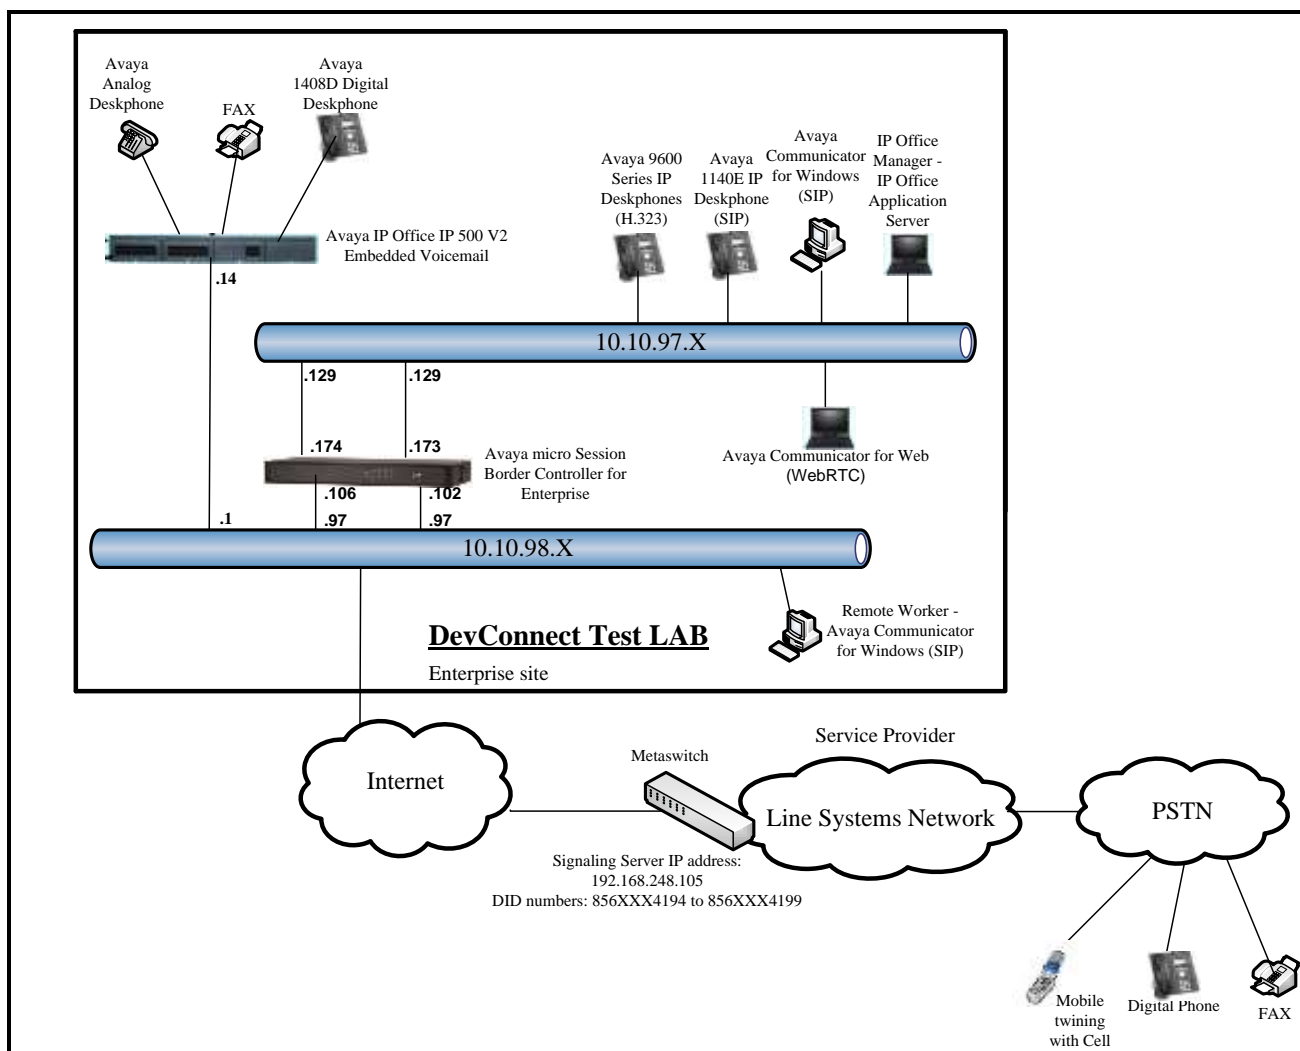 Avaya
Analog
Deskphone
FAX
Avaya
1408D Digital
Deskphone
Avaya 9600
Series IP
Deskphones
(H.323)
Avaya
1140E IP
Deskphone
(SIP)
Avaya
Communicator
for Windows
(SIP)
IP Office
Manager -
IP Office
Application
Server
Avaya IP Office IP 500 V2
Embedded Voicemail
.14
10.10.97.X
.129
.129
.174
.173
Avaya micro Session
Border Controller for
Enterprise
Avaya Communicator for Web
(WebRTC)
.106
.102
.1
.97
.97
10.10.98.X
DevConnect Test LAB
Enterprise site
Remote Worker -
Avaya Communicator
for Windows (SIP)
Internet
Metaswitch
Service Provider
Line Systems Network
PSTN
Signaling Server IP address:
192.168.248.105
DID numbers: 856XXX4194 to 856XXX4199
Mobile
twining
with Cell
Digital Phone
FAX